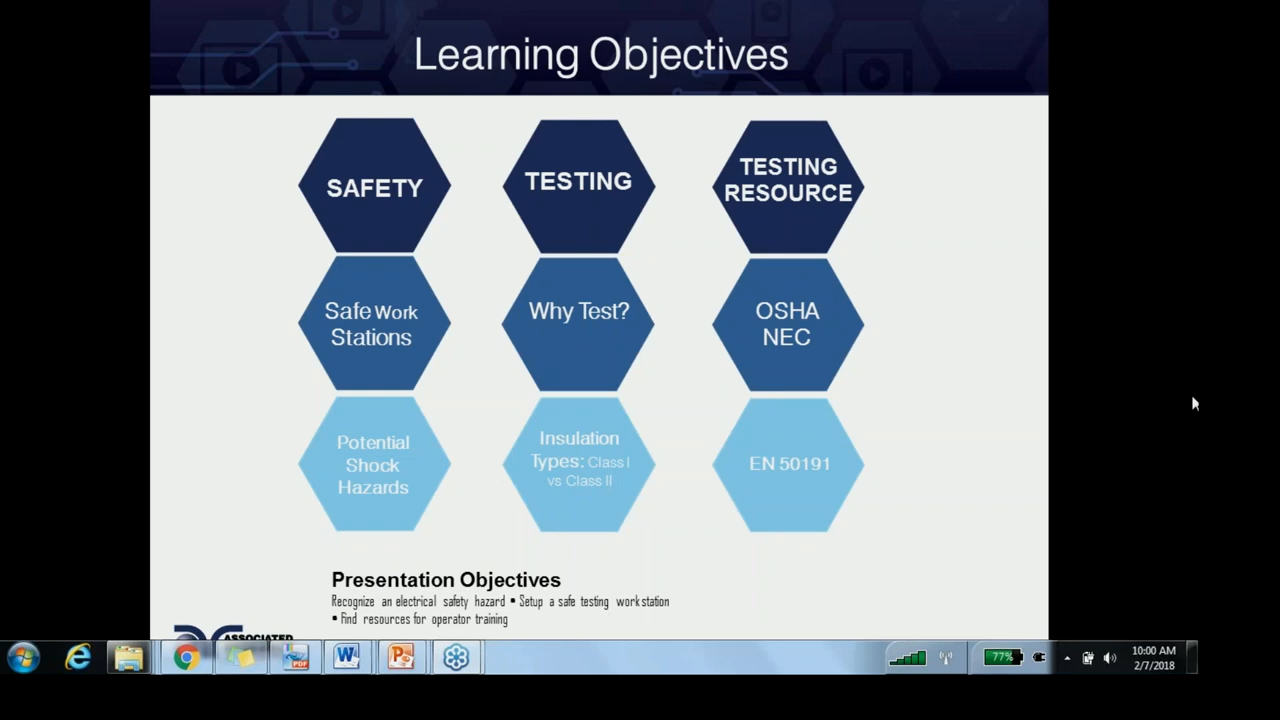 Learning Objectives
SAFETY
TESTING
TESTING
RESOURCE
Safe Work
Stations
Why Test?
OSHA
NEC
Potential
Shock
Hazards
Insulation
Types: Class I
vs Class II
EN 50191
Presentation Objectives
Recognize an electrical safety hazard • Setup a safe testing workstation
• Find resources for operator training
ASSOCIATED
PDF
77%
10:00 AM
2/7/2018